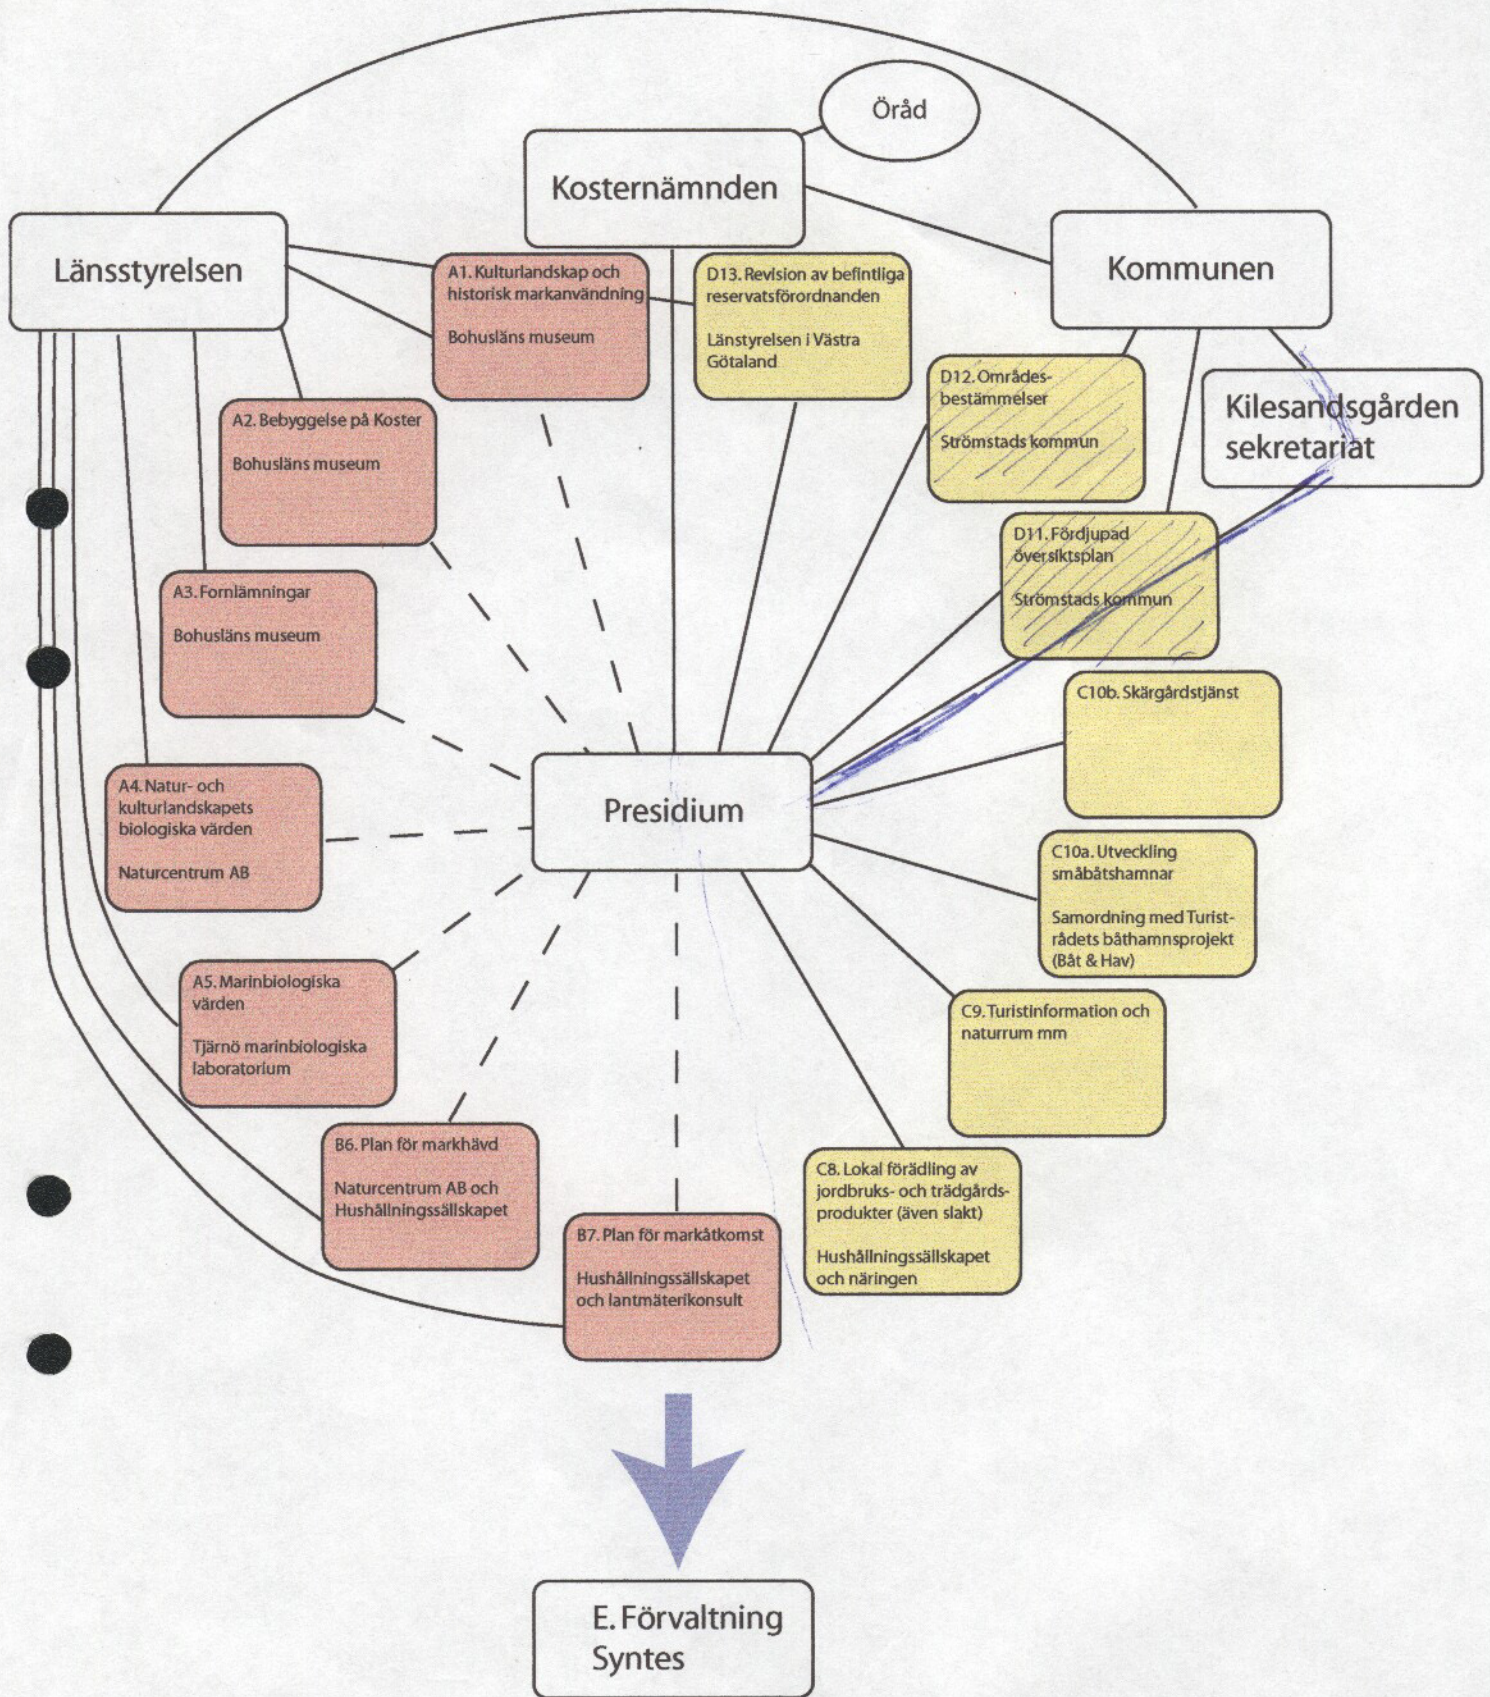 Öråd
Kosternämnden
Länsstyrelsen
Kommunen
A1. Kulturlandskap och
historisk markanvändning
Bohusläns museum
D13. Revision av befintliga
reservatsförordnanden
Länstyrelsen i Västra
Götaland
D12. Områdes-
bestämmelser
Strömstads kommun
Kilesandsgården
sekretariat
A2. Bebyggelse på Koster
Bohusläns museum
D11. Fördjupad
översiktsplan
Strömstads kommun
A3. Fornlämningar
Bohusläns museum
C10b. Skärgårdstjänst
A4. Natur- och
kulturlandskapets
biologiska värden
Naturcentrum AB
Presidium
C10a. Utveckling
småbåtshamnar
Samordning med Turist-
rådets båthamnsprojekt
(Båt & Hav)
A5. Marinbiologiska
värden
Tjärnö marinbiologiska
laboratorium
C9. Turistinformation och
naturrum mm
B6. Plan för markhävd
Naturcentrum AB och
Hushållningssällskapet
C8. Lokal förädling av
jordbruks- och trädgårds-
produkter (även slakt)
Hushållningssällskapet
och näringen
B7. Plan för markåtkomst
Hushållningssällskapet
och lantmäterikonsult
E. Förvaltning
Syntes